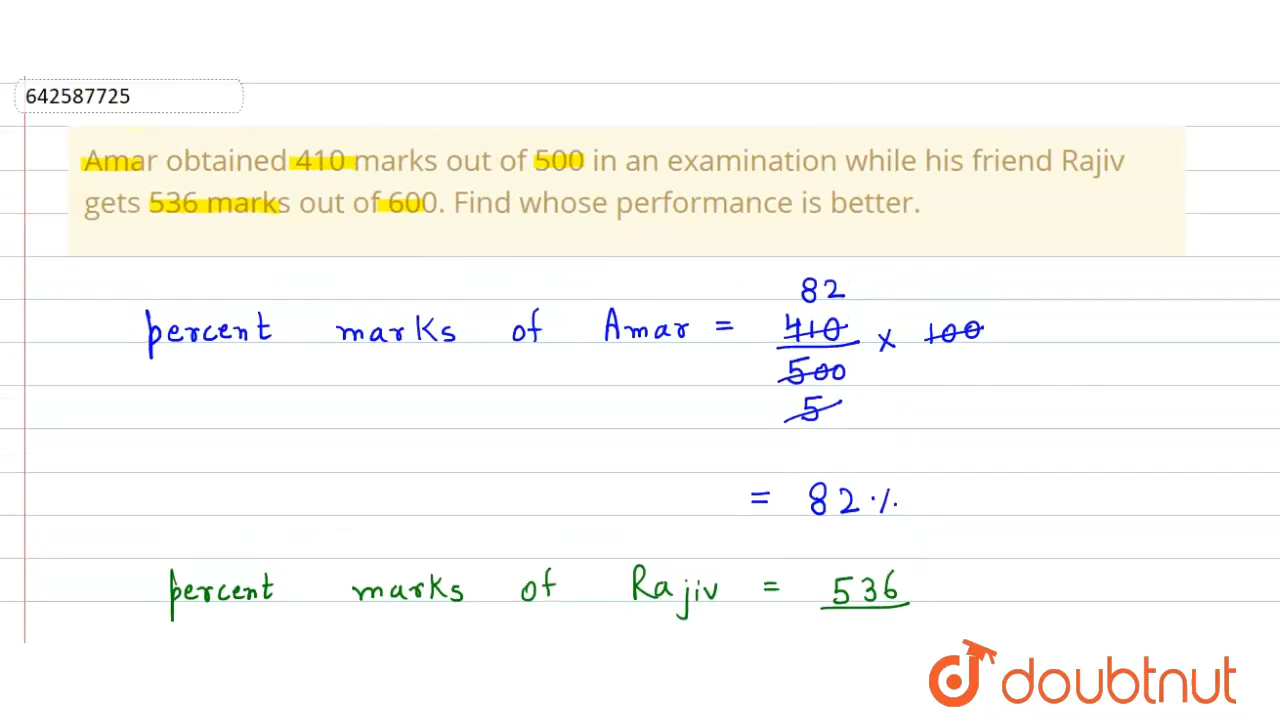 642587725
Amar obtained 410 marks out of 500 in an examination while his friend Rajiv
gets 536 marks out of 600. Find whose performance is better.
82
percent marks of Amar = 410 × 100
500
5
= 82 %
percent marks of Rajiv = 536
doubtnut